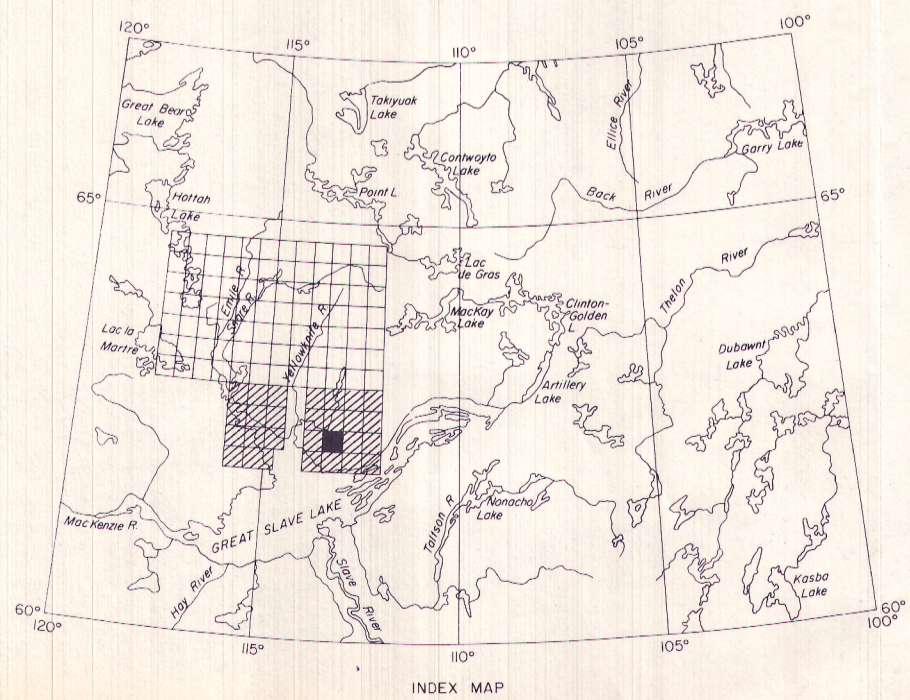 120°
115°
110°
105°
100°
Great Bear
Lake
Takiyuak
Lake
Ellice River
Garry Lake
Contwoyto
Lake
Point L
Back River
65°
Hottah
Lake
65°
Lac
de Gras
Thelon River
Emile R
Snare R
Yellowknife R
MacKay
Lake
Clinton-
Golden
L
Lac la
Martre
Dubawnt
Lake
Artillery
Lake
MacKenzie R.
GREAT SLAVE LAKE
Taltson R
Nonacho
Lake
Hay River
Slave River
Kasba
Lake
60°
120°
115°
110°
105°
60°
100°
INDEX MAP